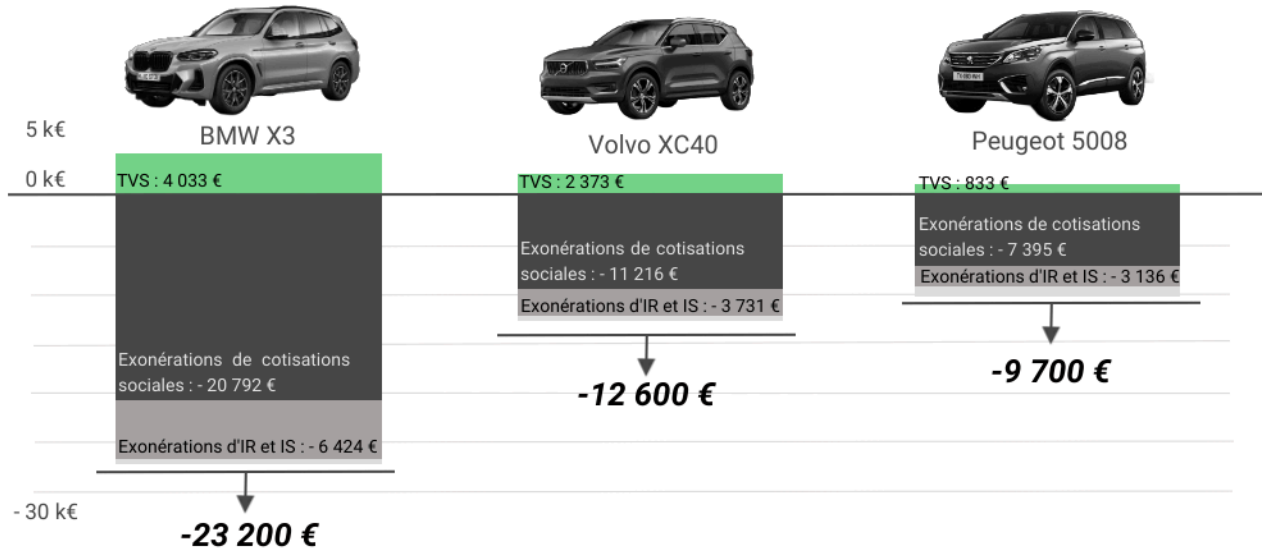 5 k€
0 k€
- 30 k€
BMW X3
TVS : 4 033 €
Exonérations de cotisations
sociales : - 20 792 €
Exonérations d'IR et IS : - 6 424 €
-23 200 €
Volvo XC40
TVS : 2 373 €
Exonérations de cotisations
sociales : - 11 216 €
Exonérations d'IR et IS : - 3 731 €
-12 600 €
Peugeot 5008
TVS : 833 €
Exonérations de cotisations
sociales : - 7 395 €
Exonérations d'IR et IS : - 3 136 €
-9 700 €